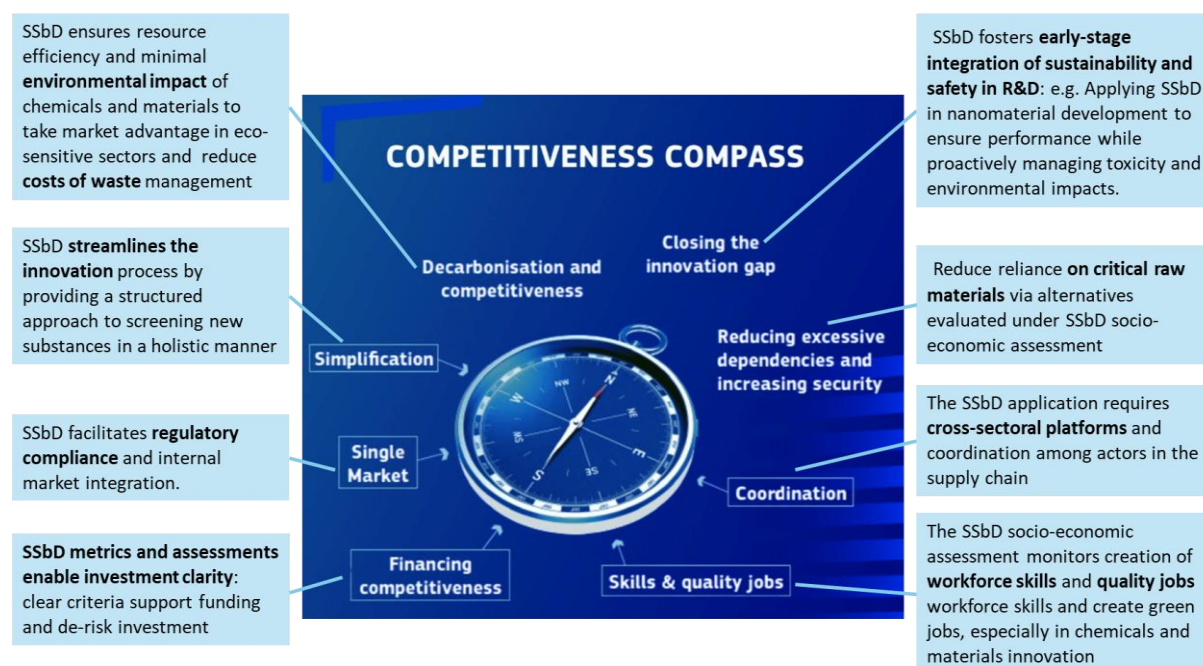 SSbD ensures resource
efficiency and minimal
environmental impact of
chemicals and materials to
take market advantage in eco-
sensitive sectors and reduce
costs of waste management
SSbD streamlines the
innovation process by
providing a structured
approach to screening new
substances in a holistic manner
SSbD facilitates regulatory
compliance and internal
market integration.
SSbD metrics and assessments
enable investment clarity:
clear criteria support funding
and de-risk investment
COMPETITIVENESS COMPASS
Closing the
innovation gap
Decarbonisation and
competitiveness
Reducing excessive
dependencies and
increasing security
Simplification
Single
Market
Coordination
Financing
competitiveness
Skills & quality jobs
N
NE
E
SE
S
SW
W
NW
SSbD fosters early-stage
integration of sustainability and
safety in R&D: e.g. Applying SSbD
in nanomaterial development to
ensure performance while
proactively managing toxicity and
environmental impacts.
Reduce reliance on critical raw
materials via alternatives
evaluated under SSbD socio-
economic assessment
The SSbD application requires
cross-sectoral platforms and
coordination among actors in the
supply chain
The SSbD socio-economic
assessment monitors creation of
workforce skills and quality jobs
workforce skills and create green
jobs, especially in chemicals and
materials innovation